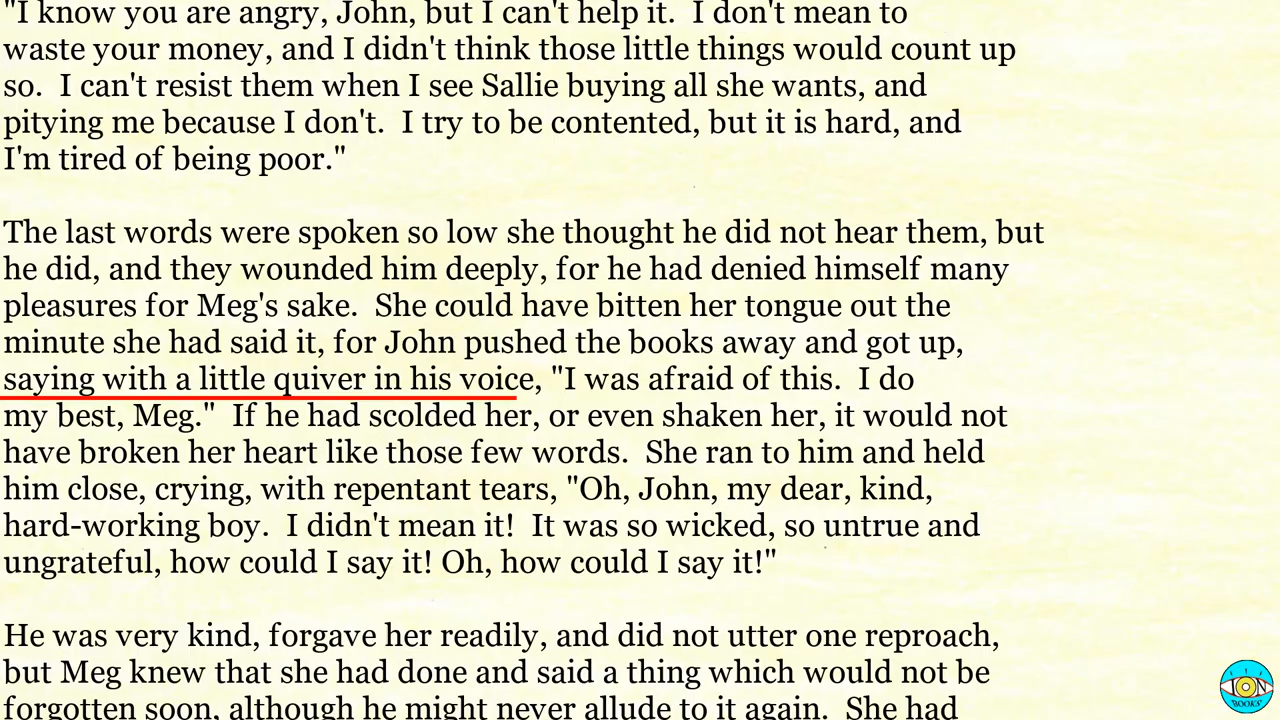 "I know you are angry, John, but I can't help it.  I don't mean to
waste your money, and I didn't think those little things would count up
so.  I can't resist them when I see Sallie buying all she wants, and
pitying me because I don't.  I try to be contented, but it is hard, and
I'm tired of being poor."
The last words were spoken so low she thought he did not hear them, but
he did, and they wounded him deeply, for he had denied himself many
pleasures for Meg's sake.  She could have bitten her tongue out the
minute she had said it, for John pushed the books away and got up,
saying with a little quiver in his voice, "I was afraid of this.  I do
my best, Meg."  If he had scolded her, or even shaken her, it would not
have broken her heart like those few words.  She ran to him and held
him close, crying, with repentant tears, "Oh, John, my dear, kind,
hard-working boy.  I didn't mean it!  It was so wicked, so untrue and
ungrateful, how could I say it! Oh, how could I say it!"
He was very kind, forgave her readily, and did not utter one reproach,
but Meg knew that she had done and said a thing which would not be
forgotten soon, although he might never allude to it again.  She had
ION
BOOKS